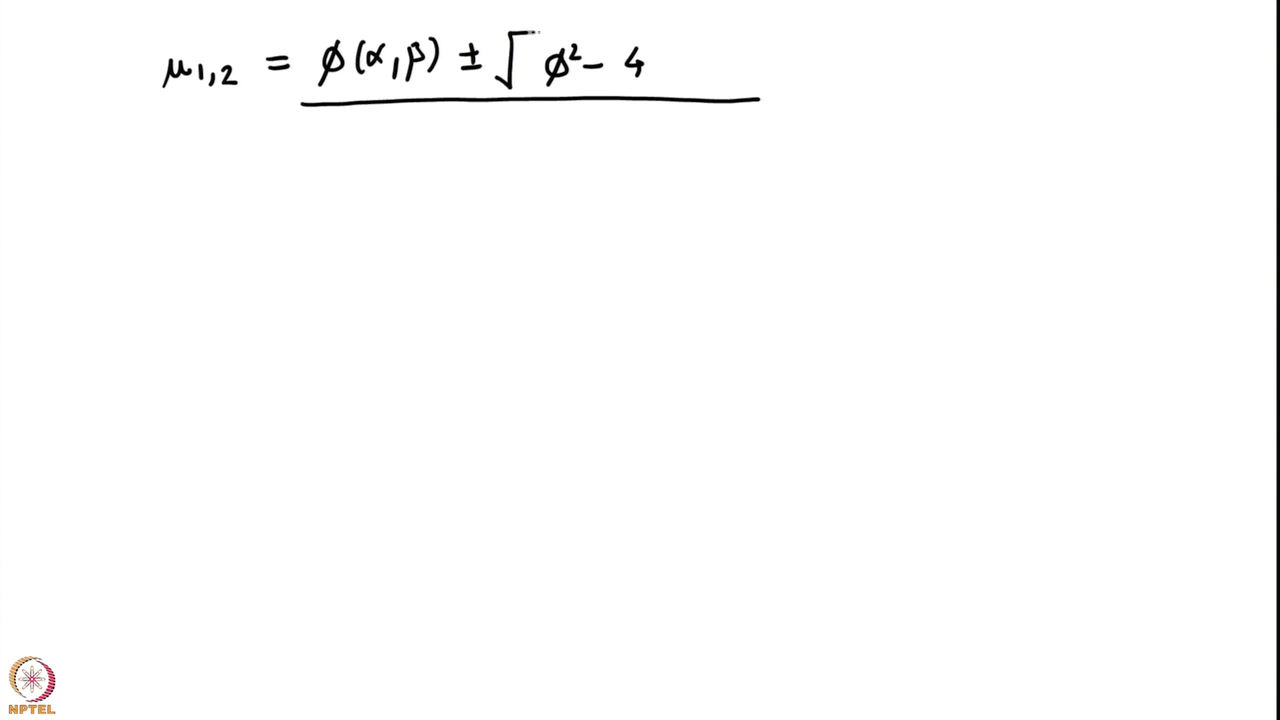 μ1,2 = ϕ(α,β) ± √ ϕ² - 4
NPTEL